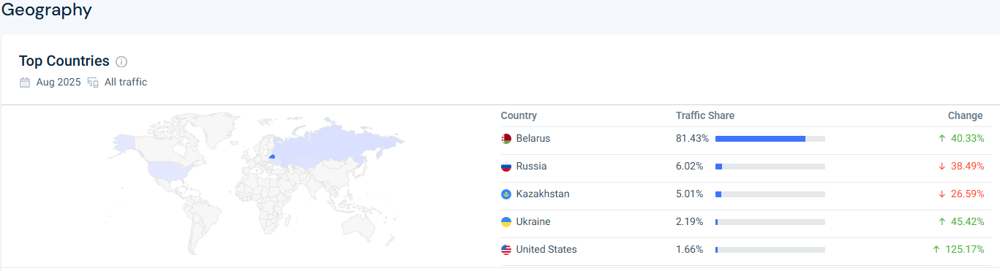 Geography
Top Countries
Aug 2025 All traffic
Country Traffic Share Change
Belarus 81.43% ↑ 40.33%
Russia 6.02% ↓ 38.49%
Kazakhstan 5.01% ↓ 26.59%
Ukraine 2.19% ↑ 45.42%
United States 1.66% ↑ 125.17%